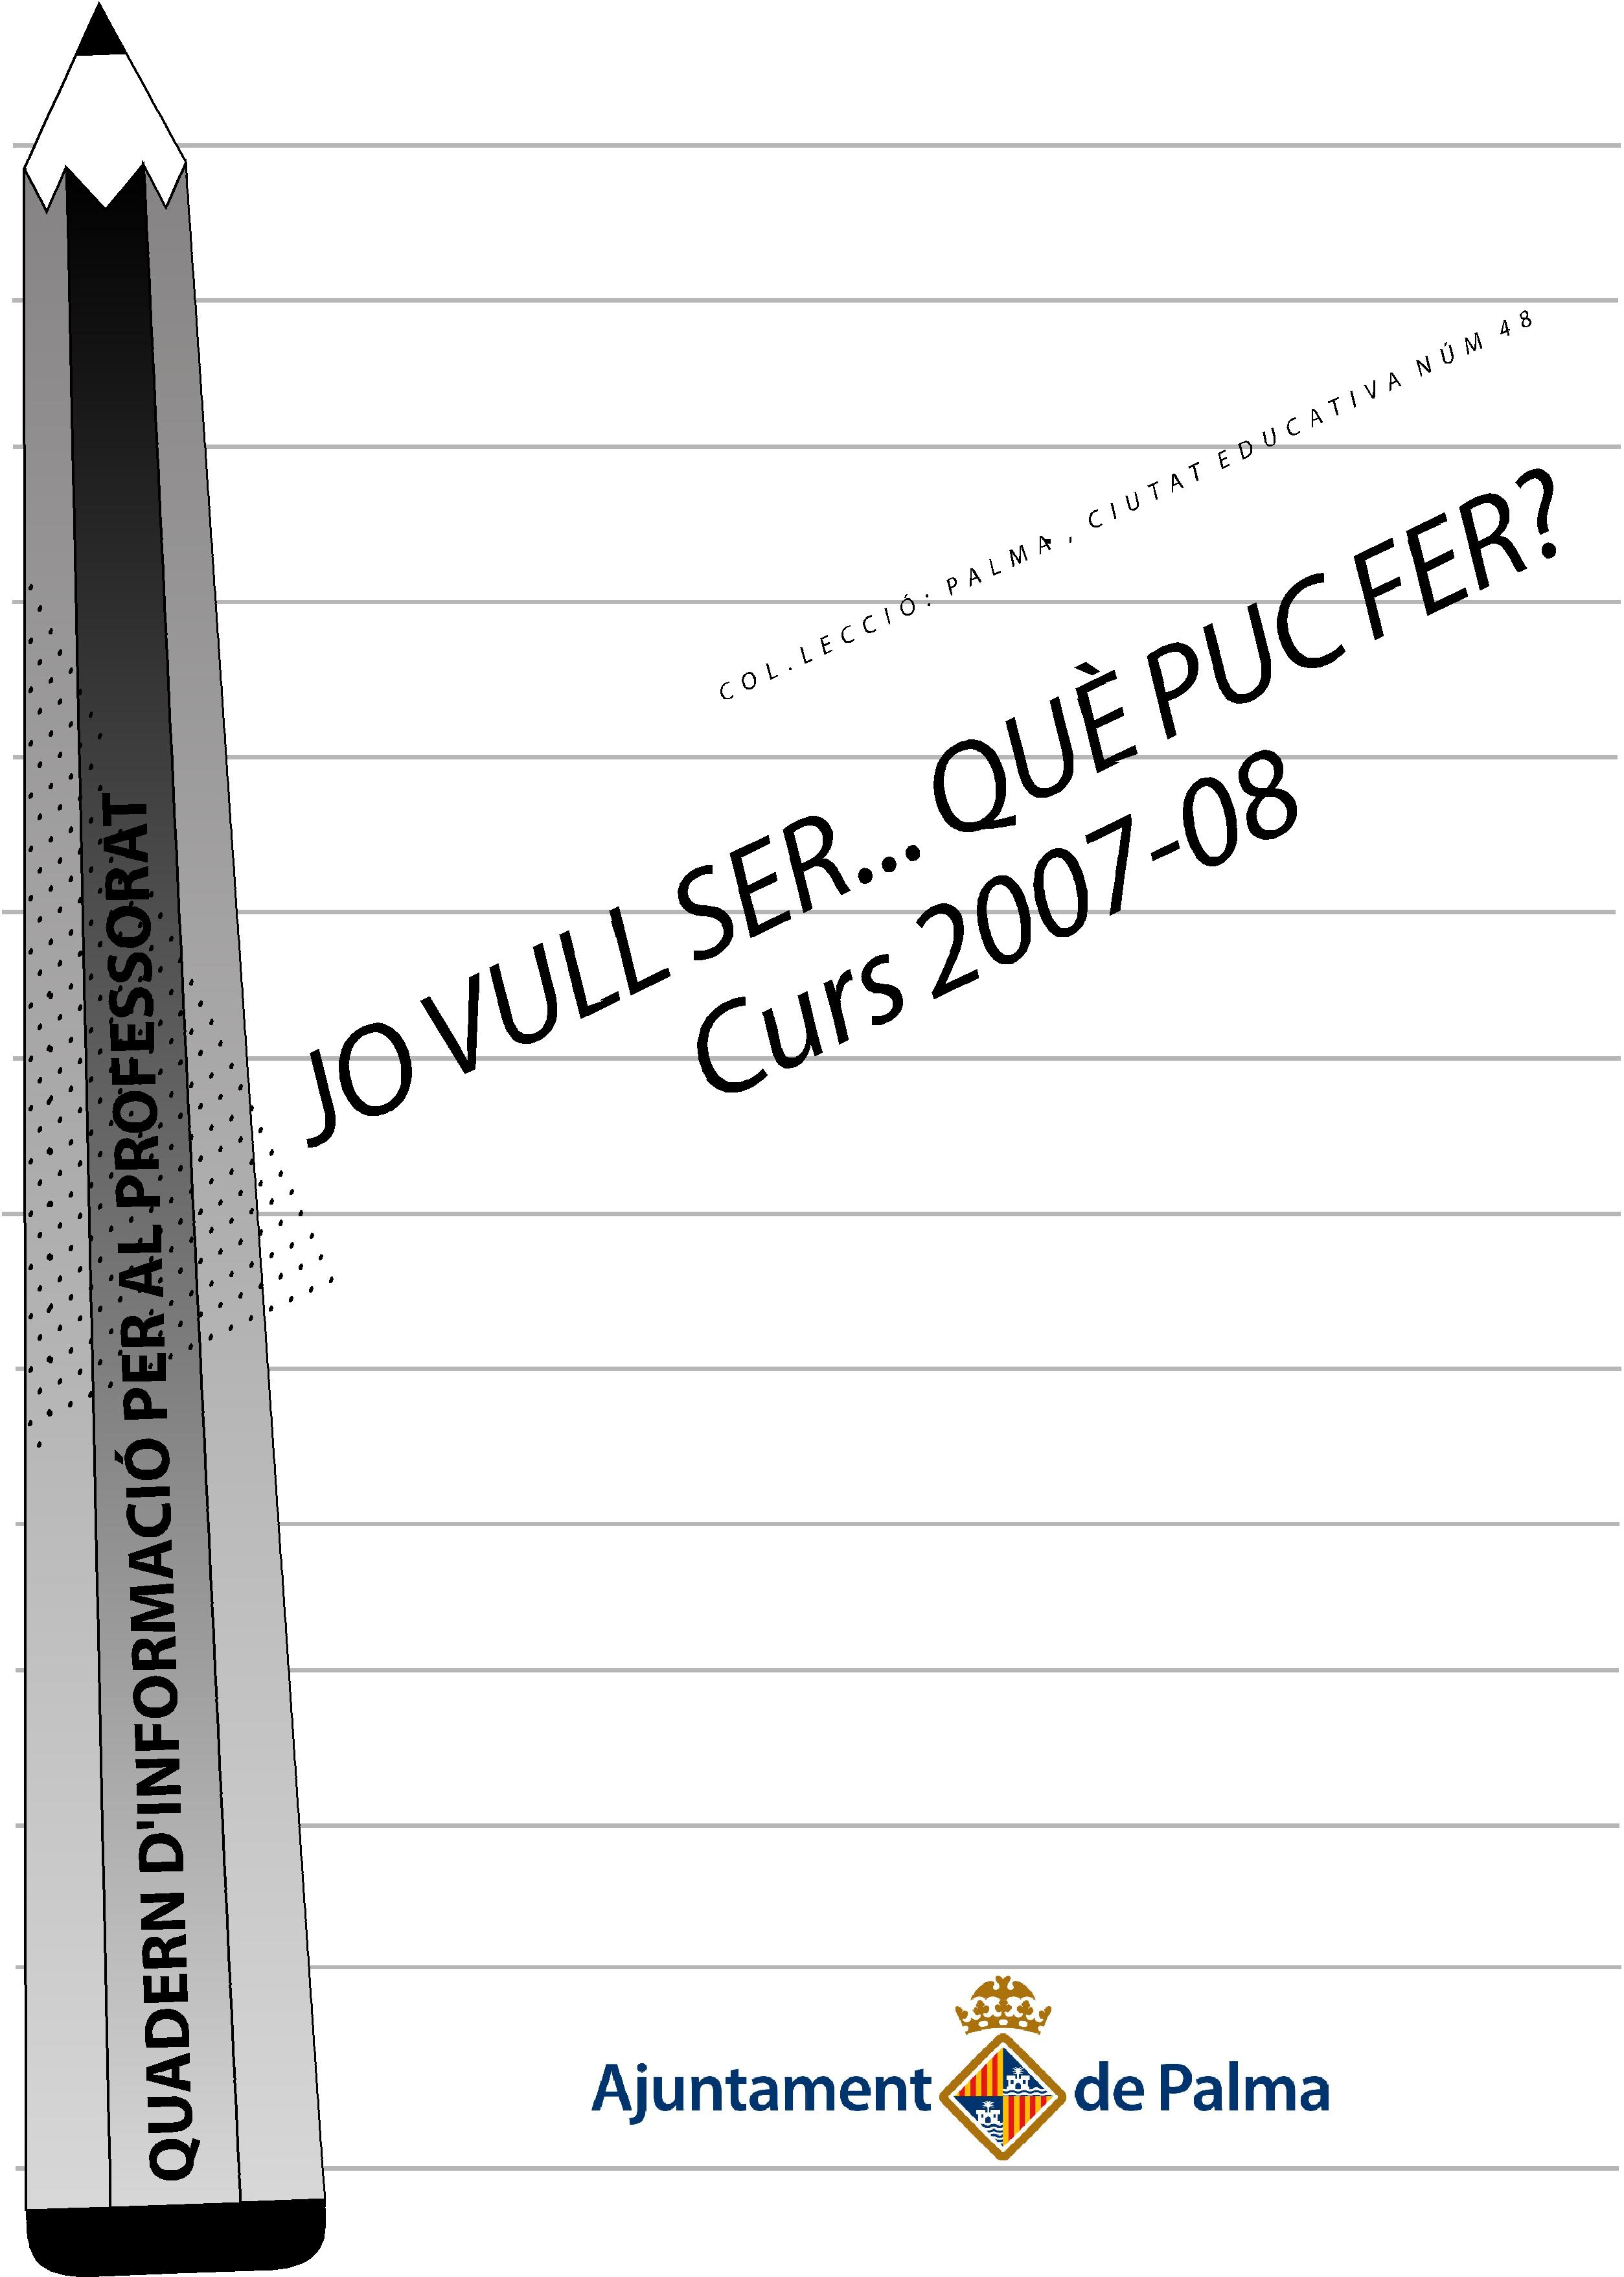 COL.LECCIÓ: PALMA, CIUTAT EDUCATIVA NÚM 48
JO VULL SER... QUÈ PUC FER?
Curs 2007-08
QUADERN D'INFORMACIÓ PER AL PROFESSORAT
Ajuntament de Palma